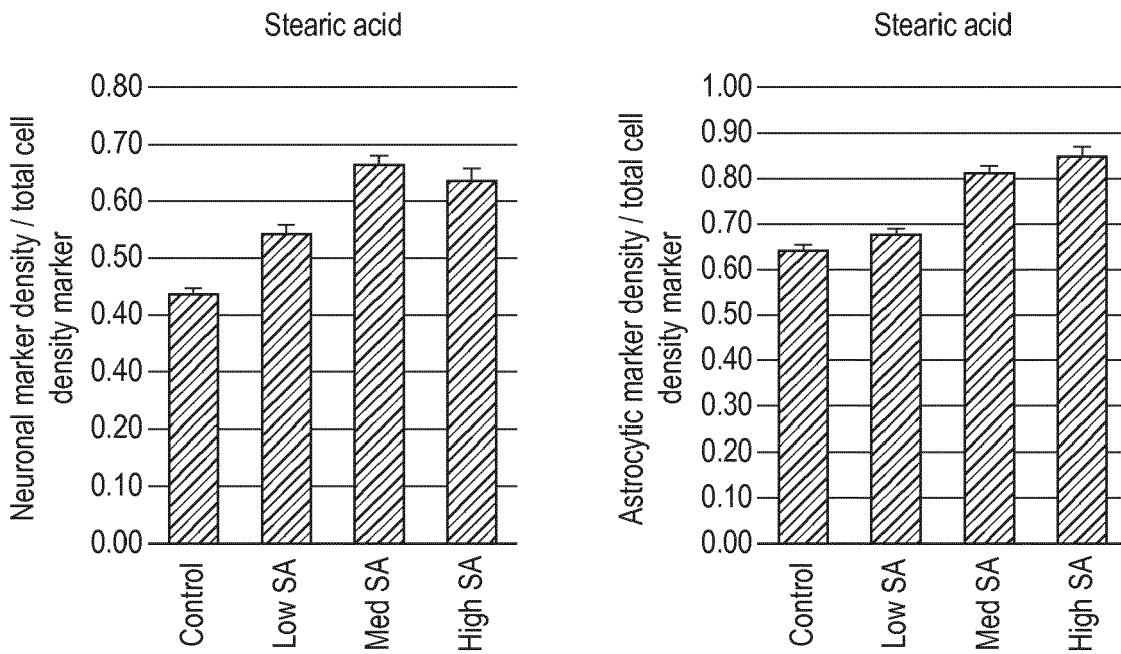 Stearic acid
Neuronal marker density / total cell
density marker
0.80
0.70
0.60
0.50
0.40
0.40
0.20
0.10
0.00
Control
Low SA
Med SA
High SA
Stearic acid
Astrocytic marker density / total cell
density marker
1.00
0.90
0.80
0.70
0.60
0.50
0.40
0.30
0.20
0.10
0.00
Control
Low SA
Med SA
High SA